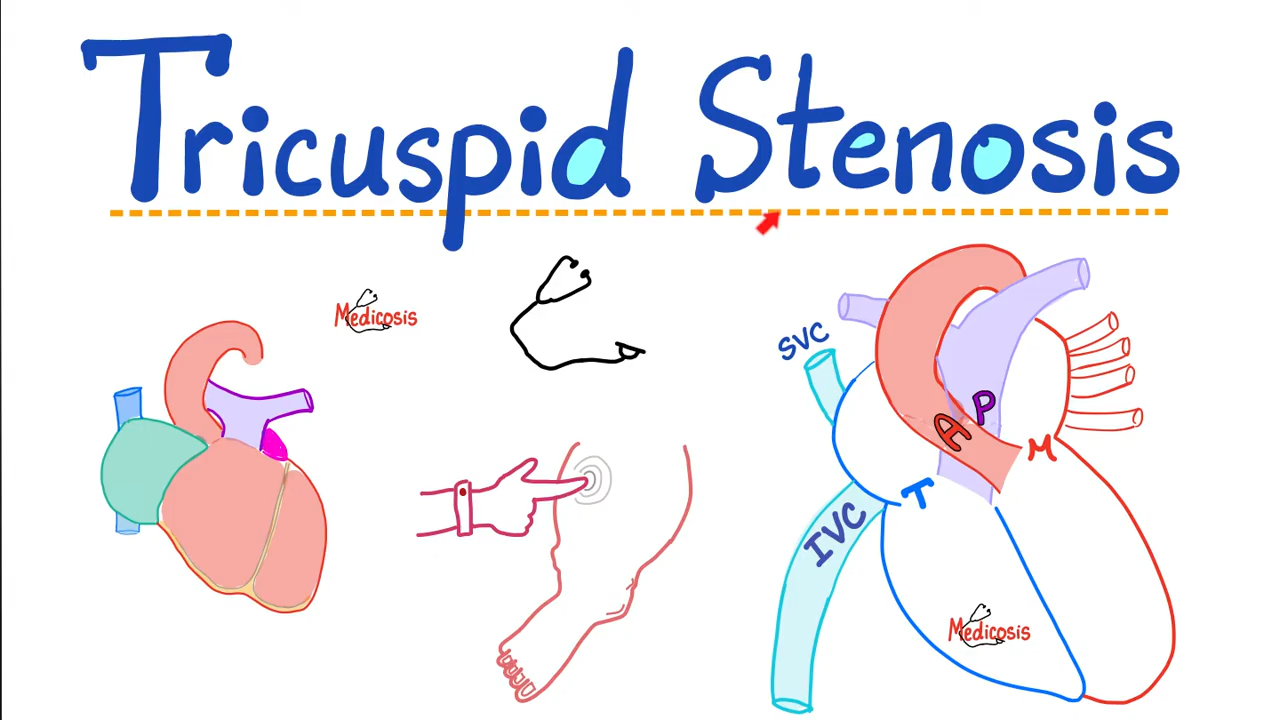 Tricuspid Stenosis
Medicosis
SVC
P
A
M
T
IVC
Medicosis